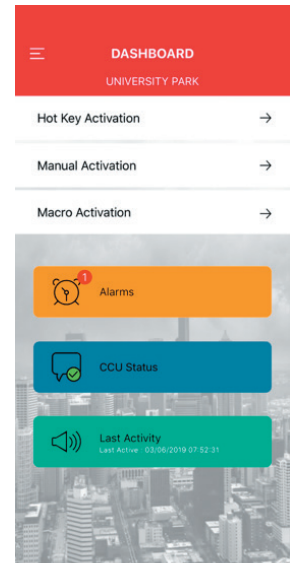 DASHBOARD
UNIVERSITY PARK
Hot Key Activation
Manual Activation
Macro Activation
1
Alarms
CCU Status
Last Activity
Last Active : 03/06/2019 07:52:31